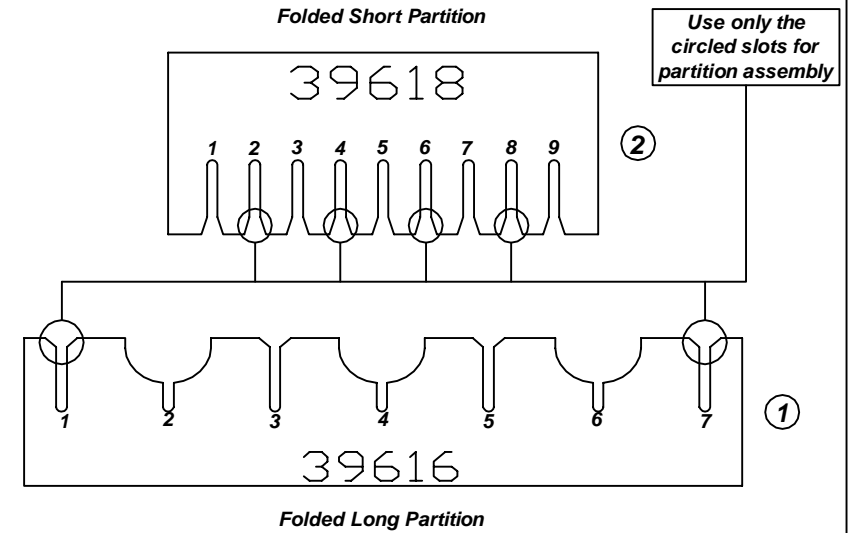 Folded Short Partition
Use only the
circled slots for
partition assembly
39618
1 2 3 4 5 6 7 8 9
2
1 2 3 4 5 6 7
1
39616
Folded Long Partition